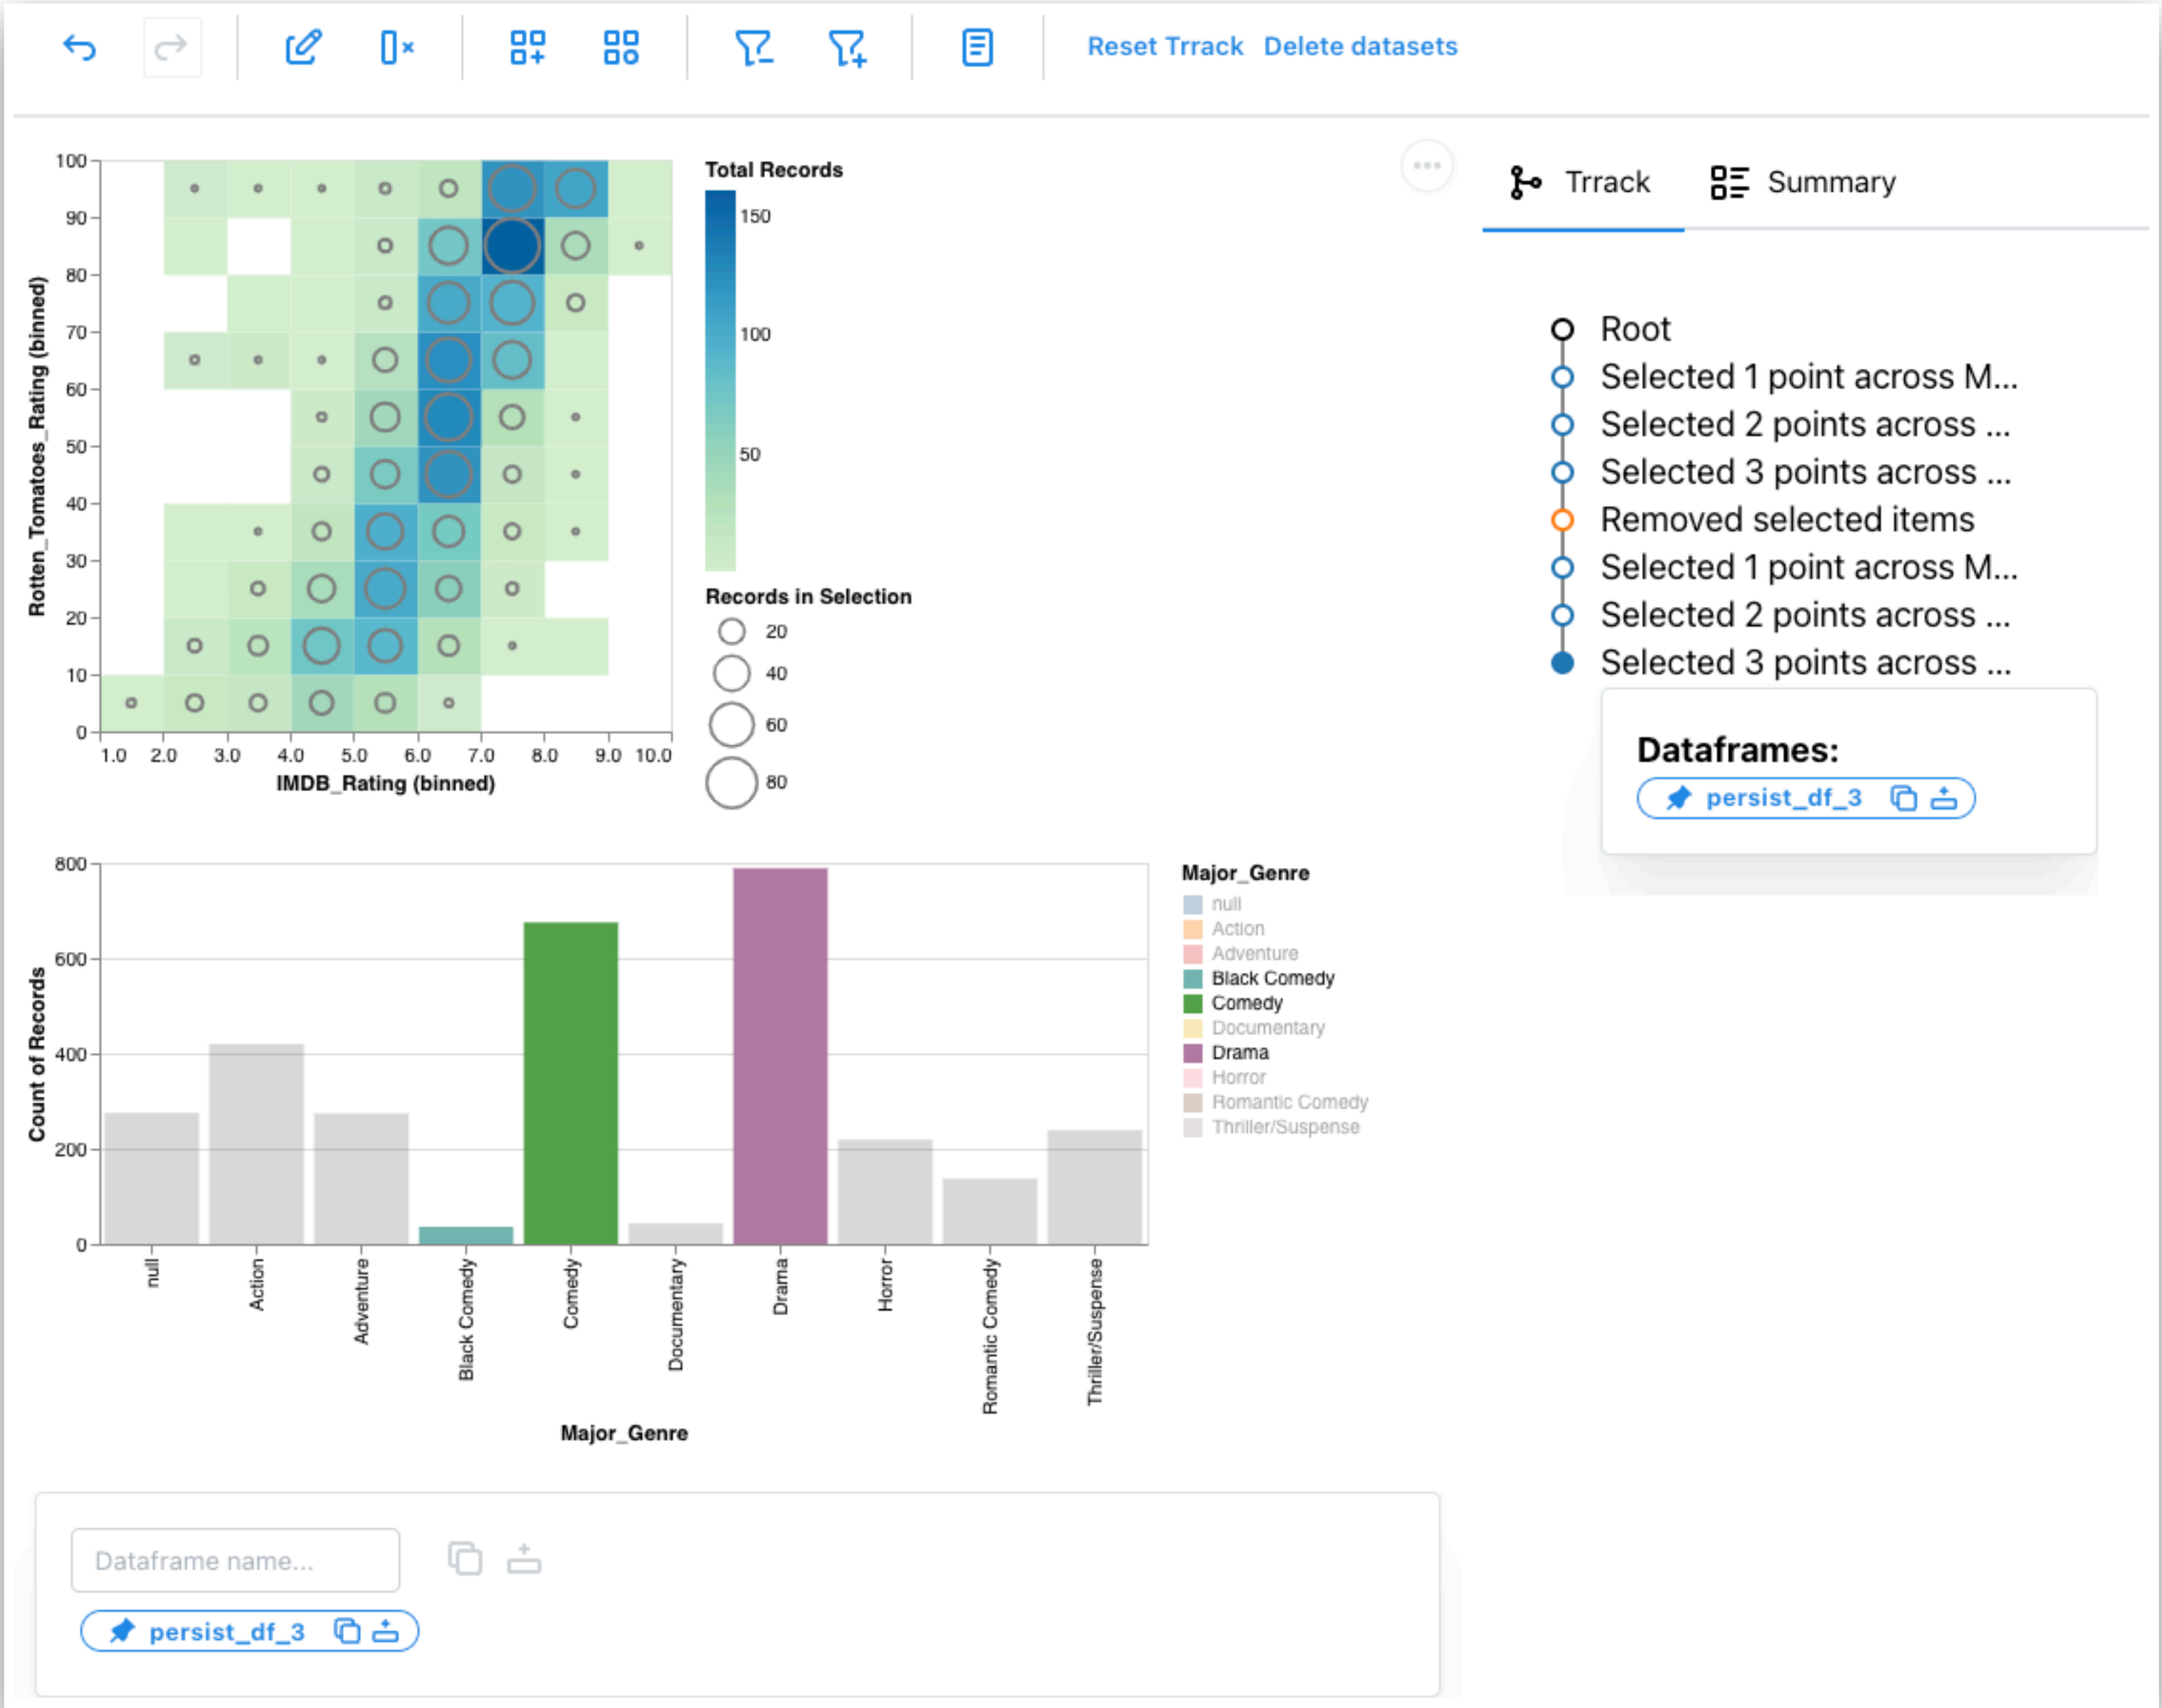 Reset Trrack Delete datasets
Trrack Summary
Root
Selected 1 point across M...
Selected 2 points across ...
Selected 3 points across ...
Removed selected items
Selected 1 point across M...
Selected 2 points across ...
Selected 3 points across ...
Dataframes:
persist_df_3
Rotten_Tomatoes_Rating (binned)
100
90
80
70
60
50
40
30
20
10
0
1.0 2.0 3.0 4.0 5.0 6.0 7.0 8.0 9.0 10.0
IMDB_Rating (binned)
Total Records
150
100
50
Records in Selection
20
40
60
80
Count of Records
800
600
400
200
0
null
Action
Adventure
Black Comedy
Comedy
Documentary
Drama
Horror
Romantic Comedy
Thriller/Suspense
Major_Genre
Major_Genre
null
Action
Adventure
Black Comedy
Comedy
Documentary
Drama
Horror
Romantic Comedy
Thriller/Suspense
Dataframe name...
persist_df_3